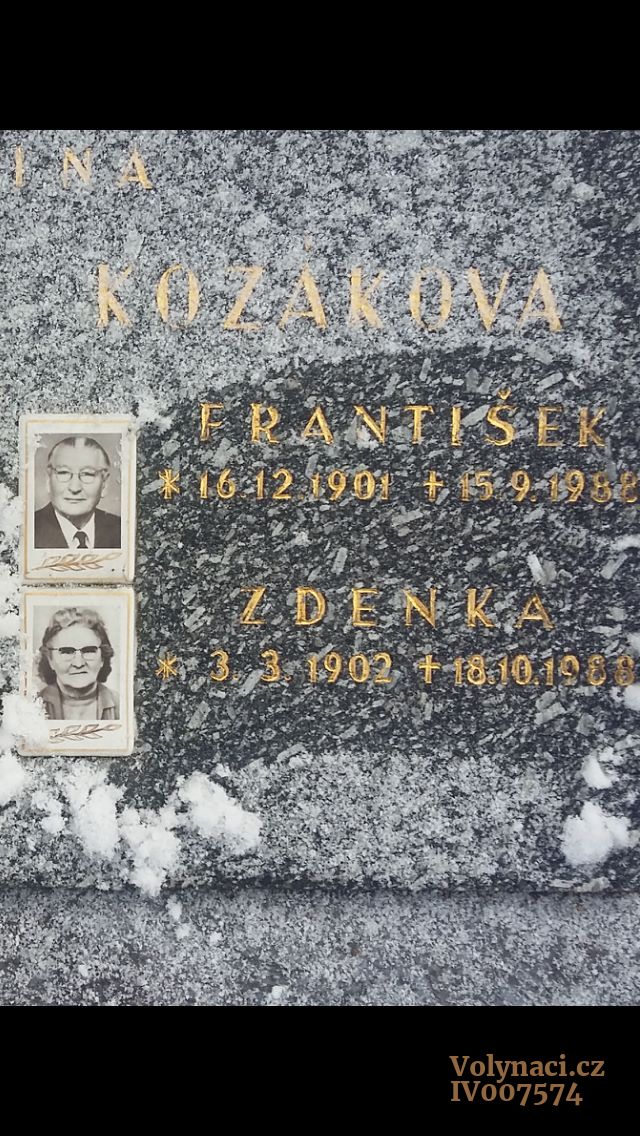 INA
KOZÁKOVA
FRANTIŠEK
* 16.12.1901 † 15.9.1988
ZDENKA
* 3. 3. 1902 † 18.10.1988
Volynaci.cz
IV007574